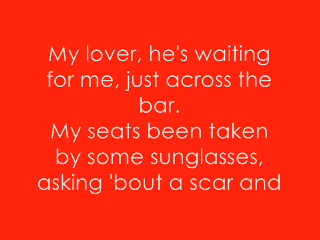 My lover, he's waiting
for me, just across the
bar.
My seats been taken
by some sunglasses,
asking 'bout a scar and